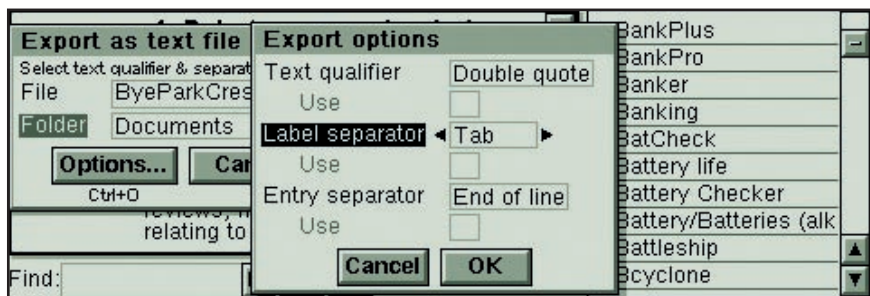 Export as text file
Select text qualifier & separat
File ByeParkCres
Folder Documents
Options... Can
Ctrl+O
relating to
Find:
Export options
Text qualifier Double quote
Use
Label separator Tab
Use
Entry separator End of line
Use
Cancel OK
BankPlus
BankPro
Banker
Banking
BatCheck
Battery life
Battery Checker
Battery/Batteries (alk
Battleship
Bcyclone